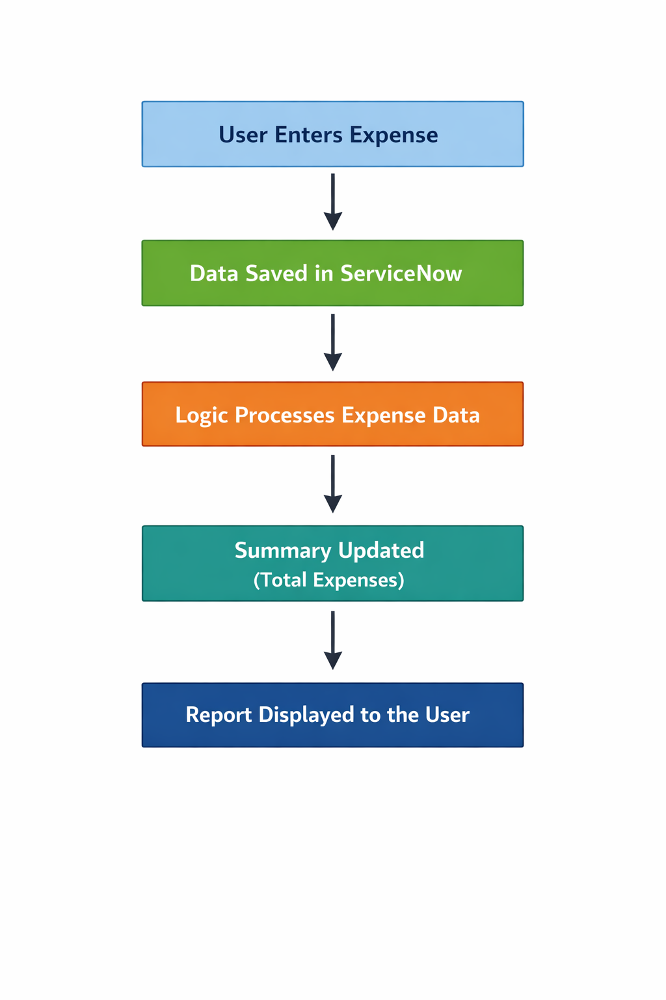 User Enters Expense
Data Saved in ServiceNow
Logic Processes Expense Data
Summary Updated
(Total Expenses)
Report Displayed to the User